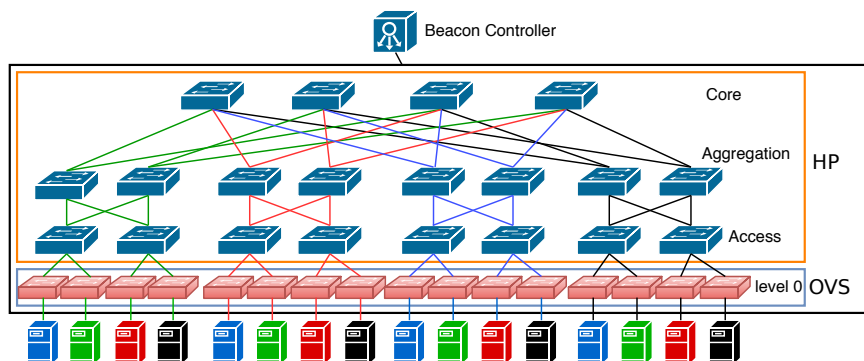 Beacon Controller
Core
Aggregation
HP
Access
level 0
OVS